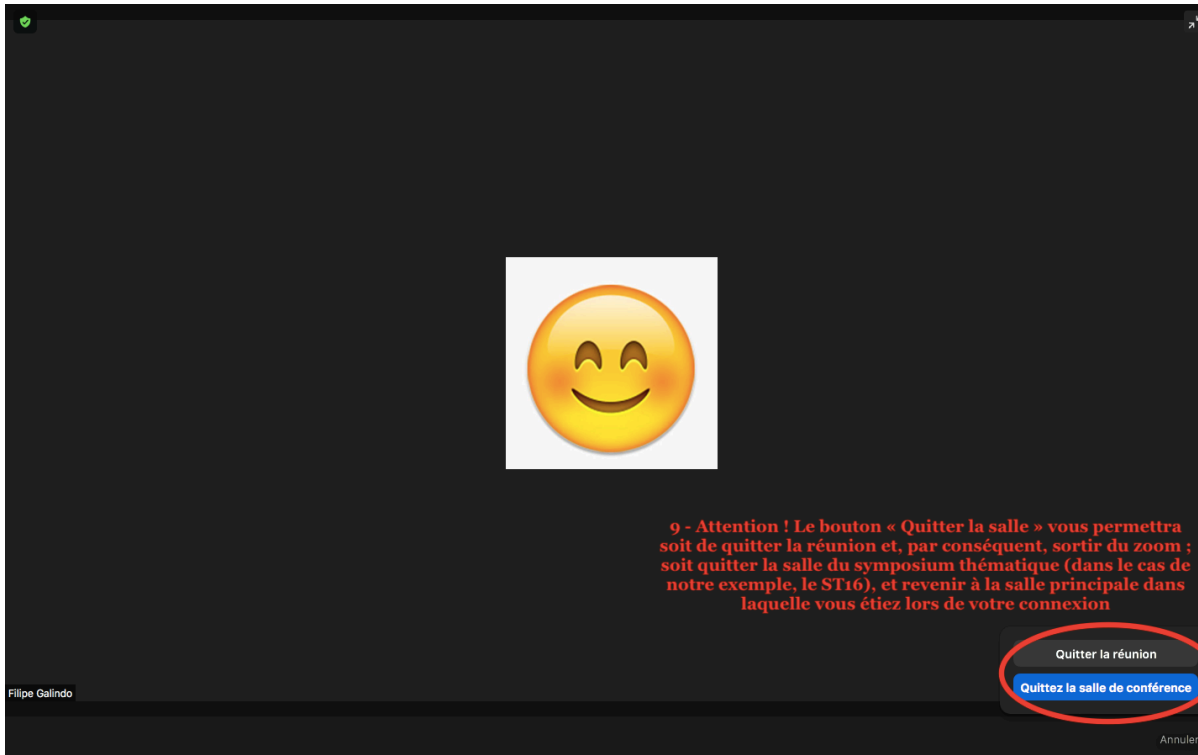 9 - Attention ! Le bouton « Quitter la salle » vous permettra
soit de quitter la réunion et, par conséquent, sortir du zoom ;
soit quitter la salle du symposium thématique (dans le cas de
notre exemple, le ST16), et revenir à la salle principale dans
laquelle vous étiez lors de votre connexion
Quitter la réunion
Quittez la salle de conférence
Filipe Galindo
Annuler